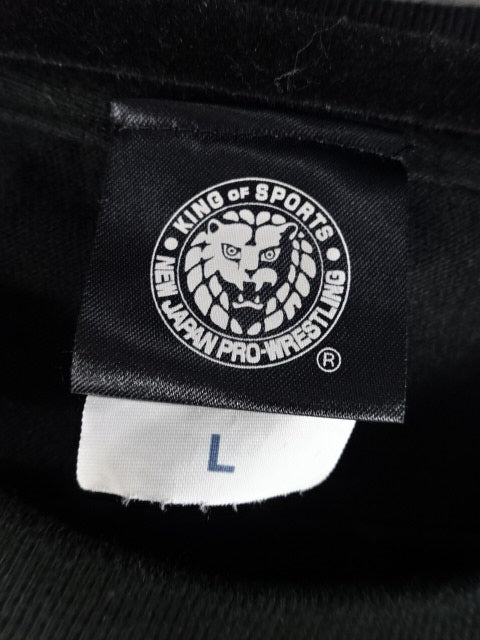 KING OF SPORTS
NEW JAPAN PRO-WRESTLING
®
L